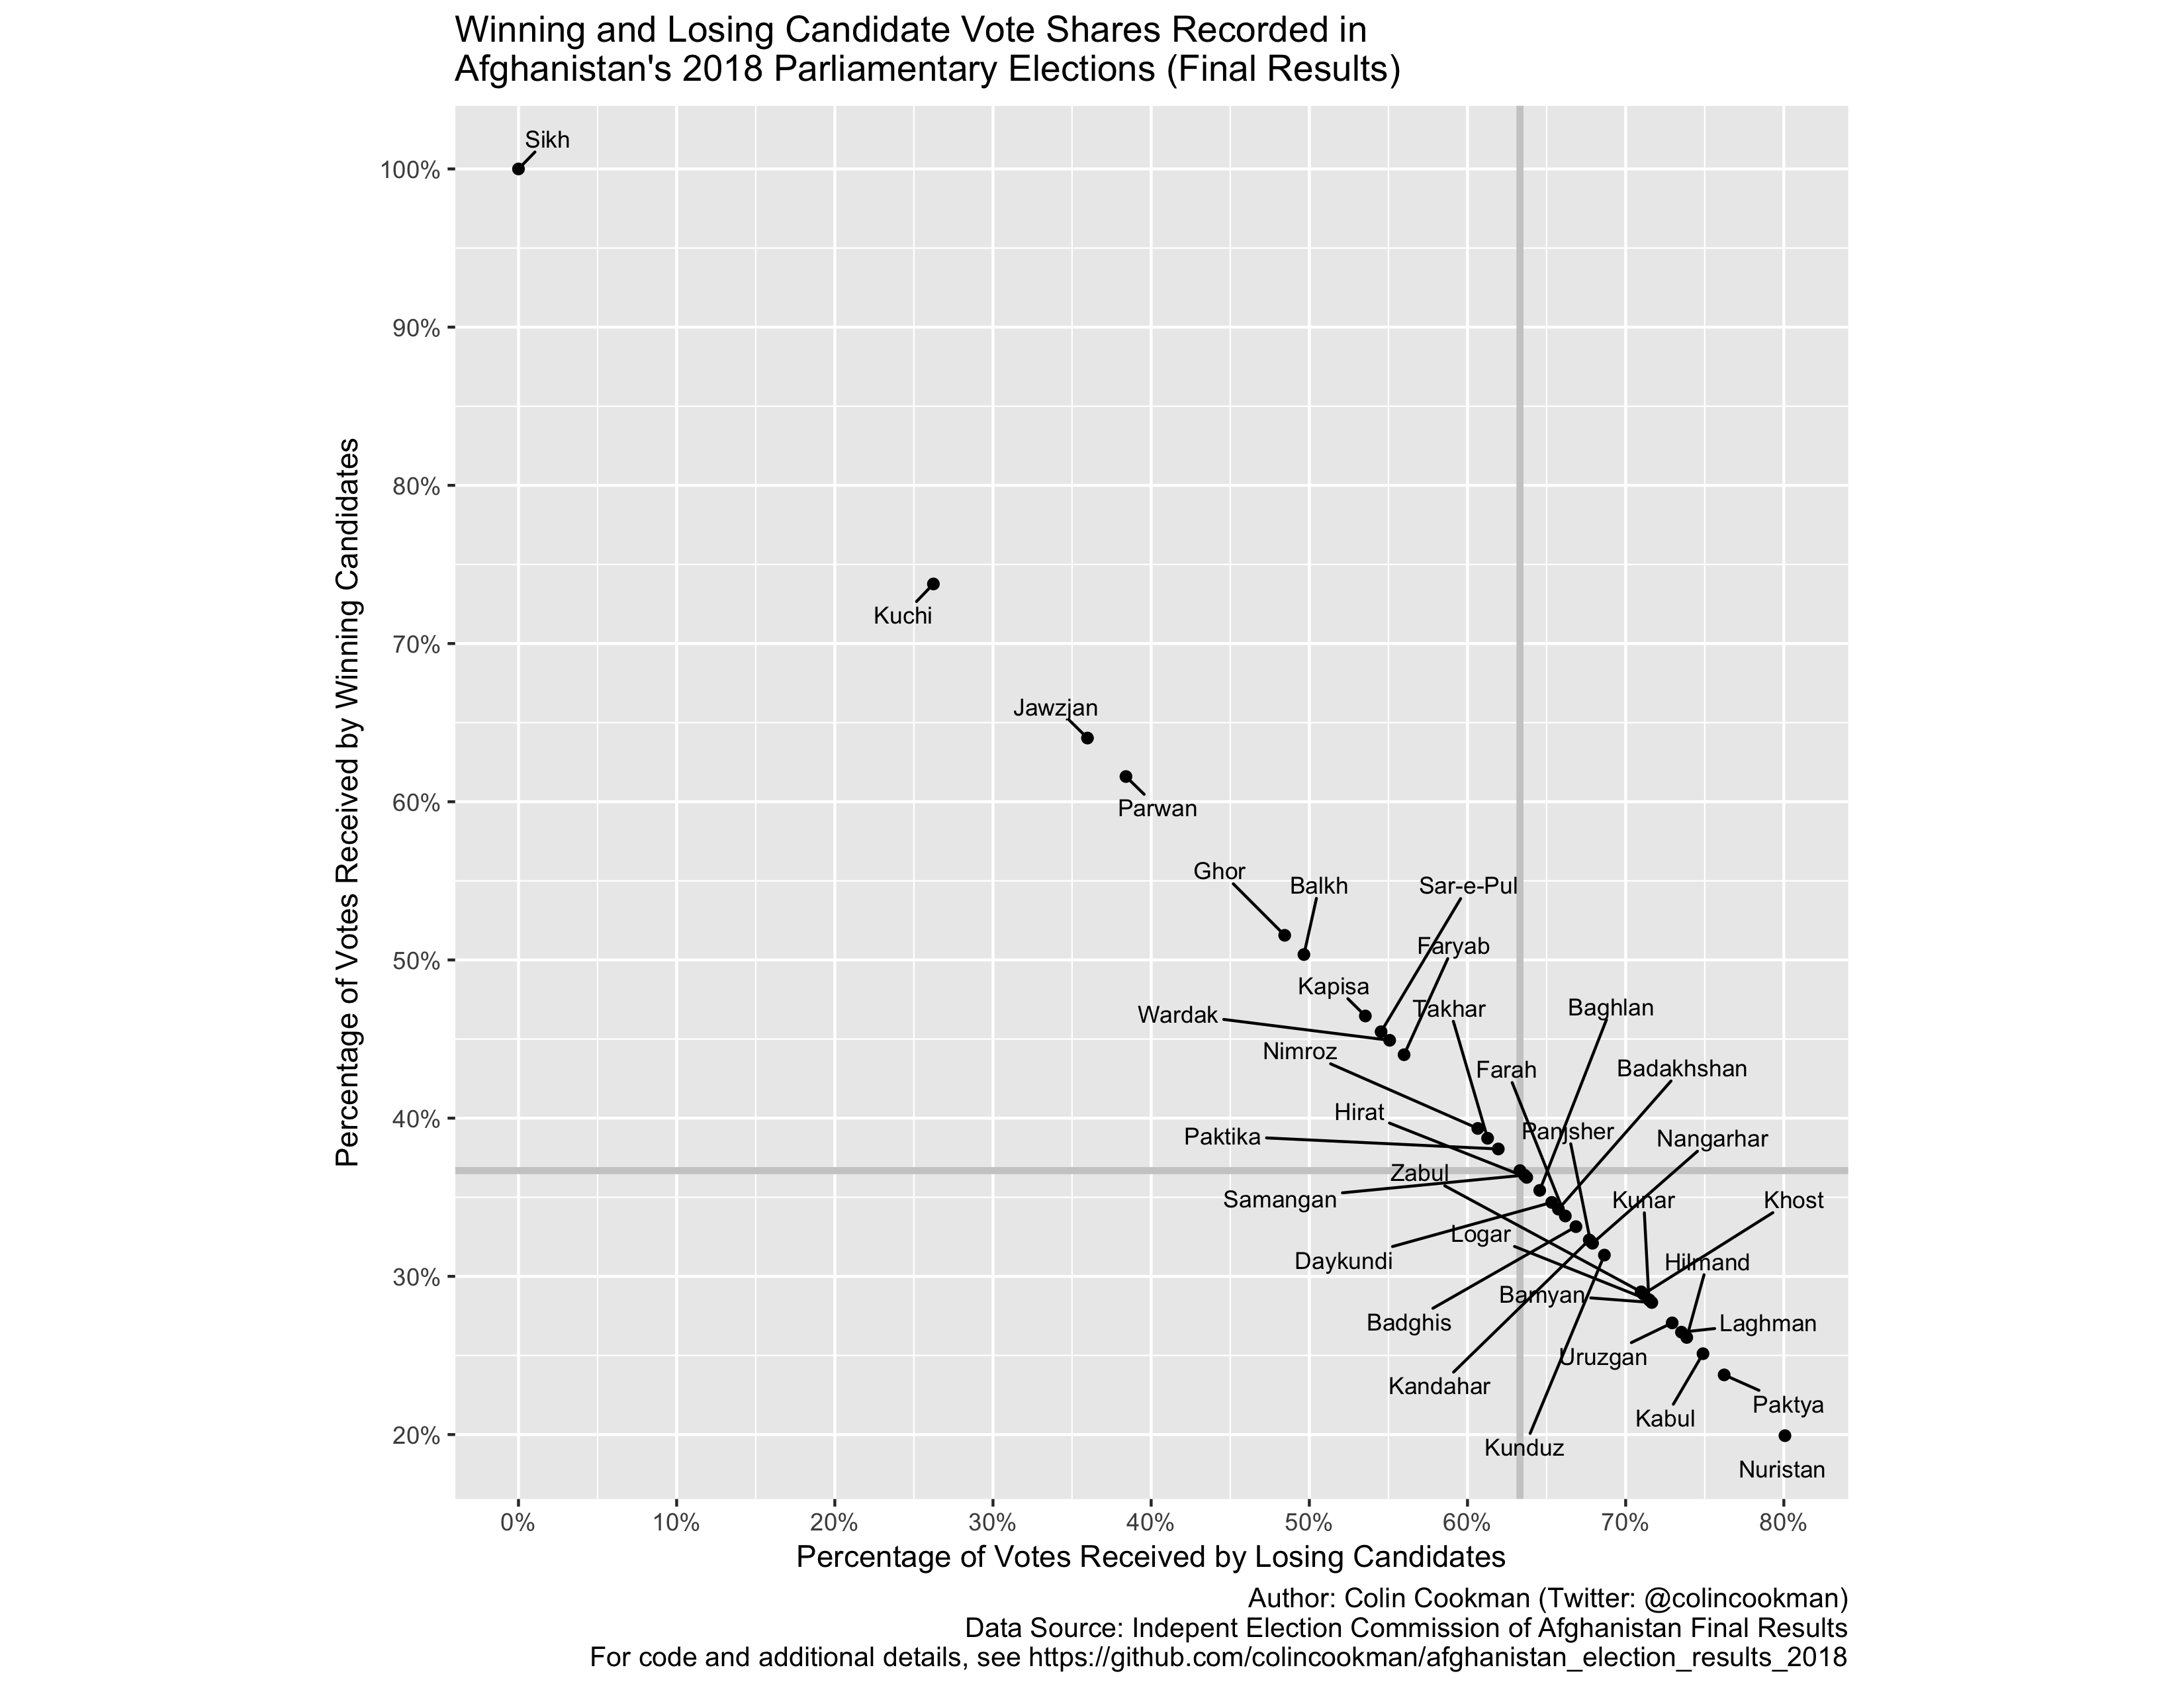 Winning and Losing Candidate Vote Shares Recorded in
Afghanistan's 2018 Parliamentary Elections (Final Results)
Percentage of Votes Received by Winning Candidates
100%
90%
80%
70%
60%
50%
40%
30%
20%
Sikh
Kuchi
Jawzjan
Parwan
Ghor
Balkh
Sar-e-Pul
Faryab
Kapisa
Takhar
Baghlan
Wardak
Nimroz
Farah
Badakhshan
Hirat
Paktika
Panjsher
Nangarhar
Zabul
Samangan
Kunar
Khost
Logar
Daykundi
Hilmand
Bamyan
Badghis
Laghman
Uruzgan
Kandahar
Paktya
Kabul
Kunduz
Nuristan
0%
10%
20%
30%
40%
50%
60%
70%
80%
Percentage of Votes Received by Losing Candidates
Author: Colin Cookman (Twitter: @colincookman)
Data Source: Indepent Election Commission of Afghanistan Final Results
For code and additional details, see https://github.com/colincookman/afghanistan_election_results_2018